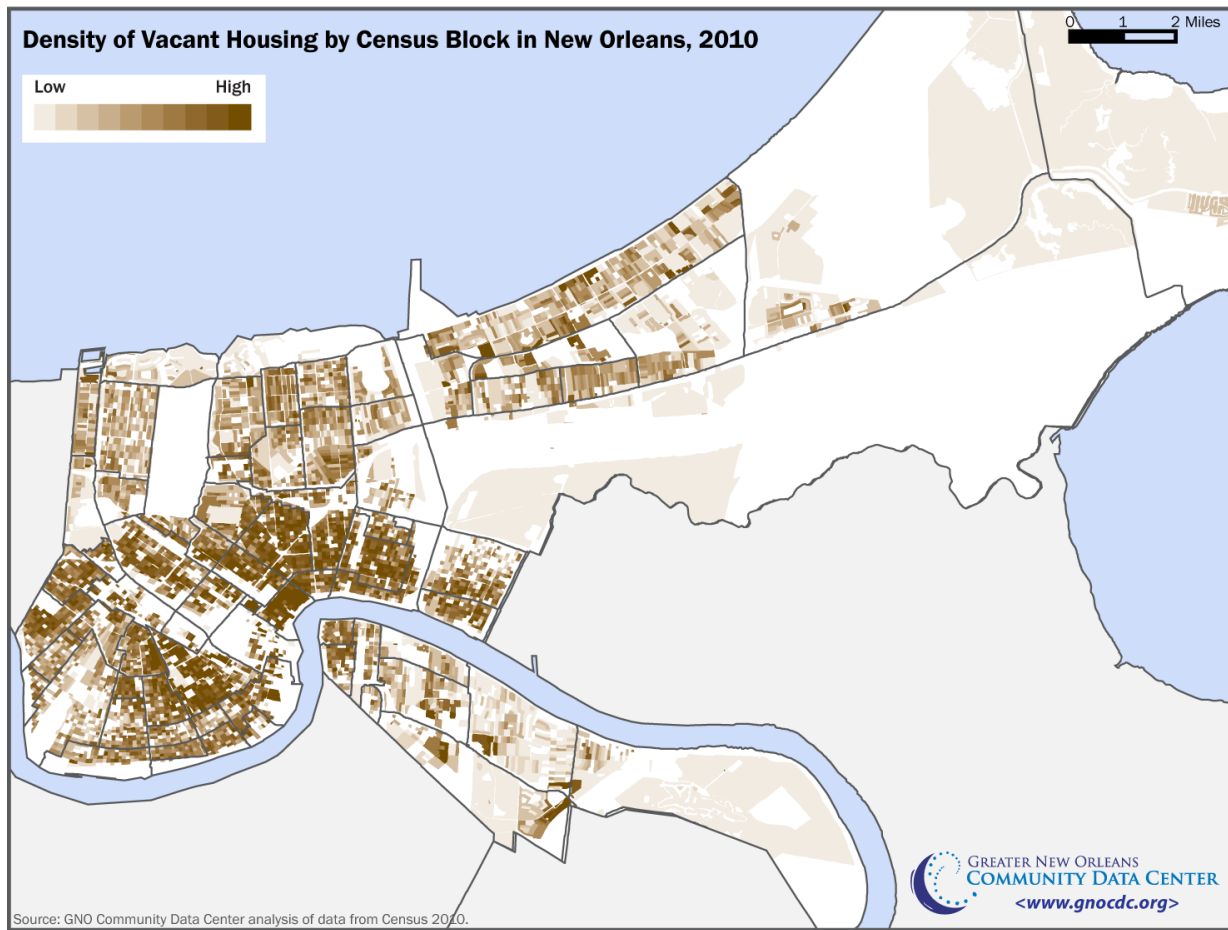 Density of Vacant Housing by Census Block in New Orleans, 2010
0 1 2 Miles
Low High
GREATER NEW ORLEANS
COMMUNITY DATA CENTER
<www.gnocdc.org>
Source: GNO Community Data Center analysis of data from Census 2010.